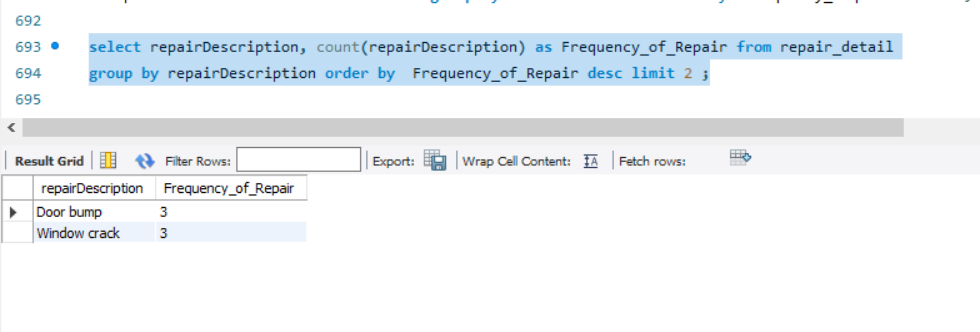 692
693 select repairDescription, count(repairDescription) as Frequency_of_Repair from repair_detail
694 group by repairDescription order by  Frequency_of_Repair desc limit 2 ;
695
Result Grid Filter Rows: Export: Wrap Cell Content: IA Fetch rows:
repairDescription Frequency_of_Repair
Door bump 3
Window crack 3